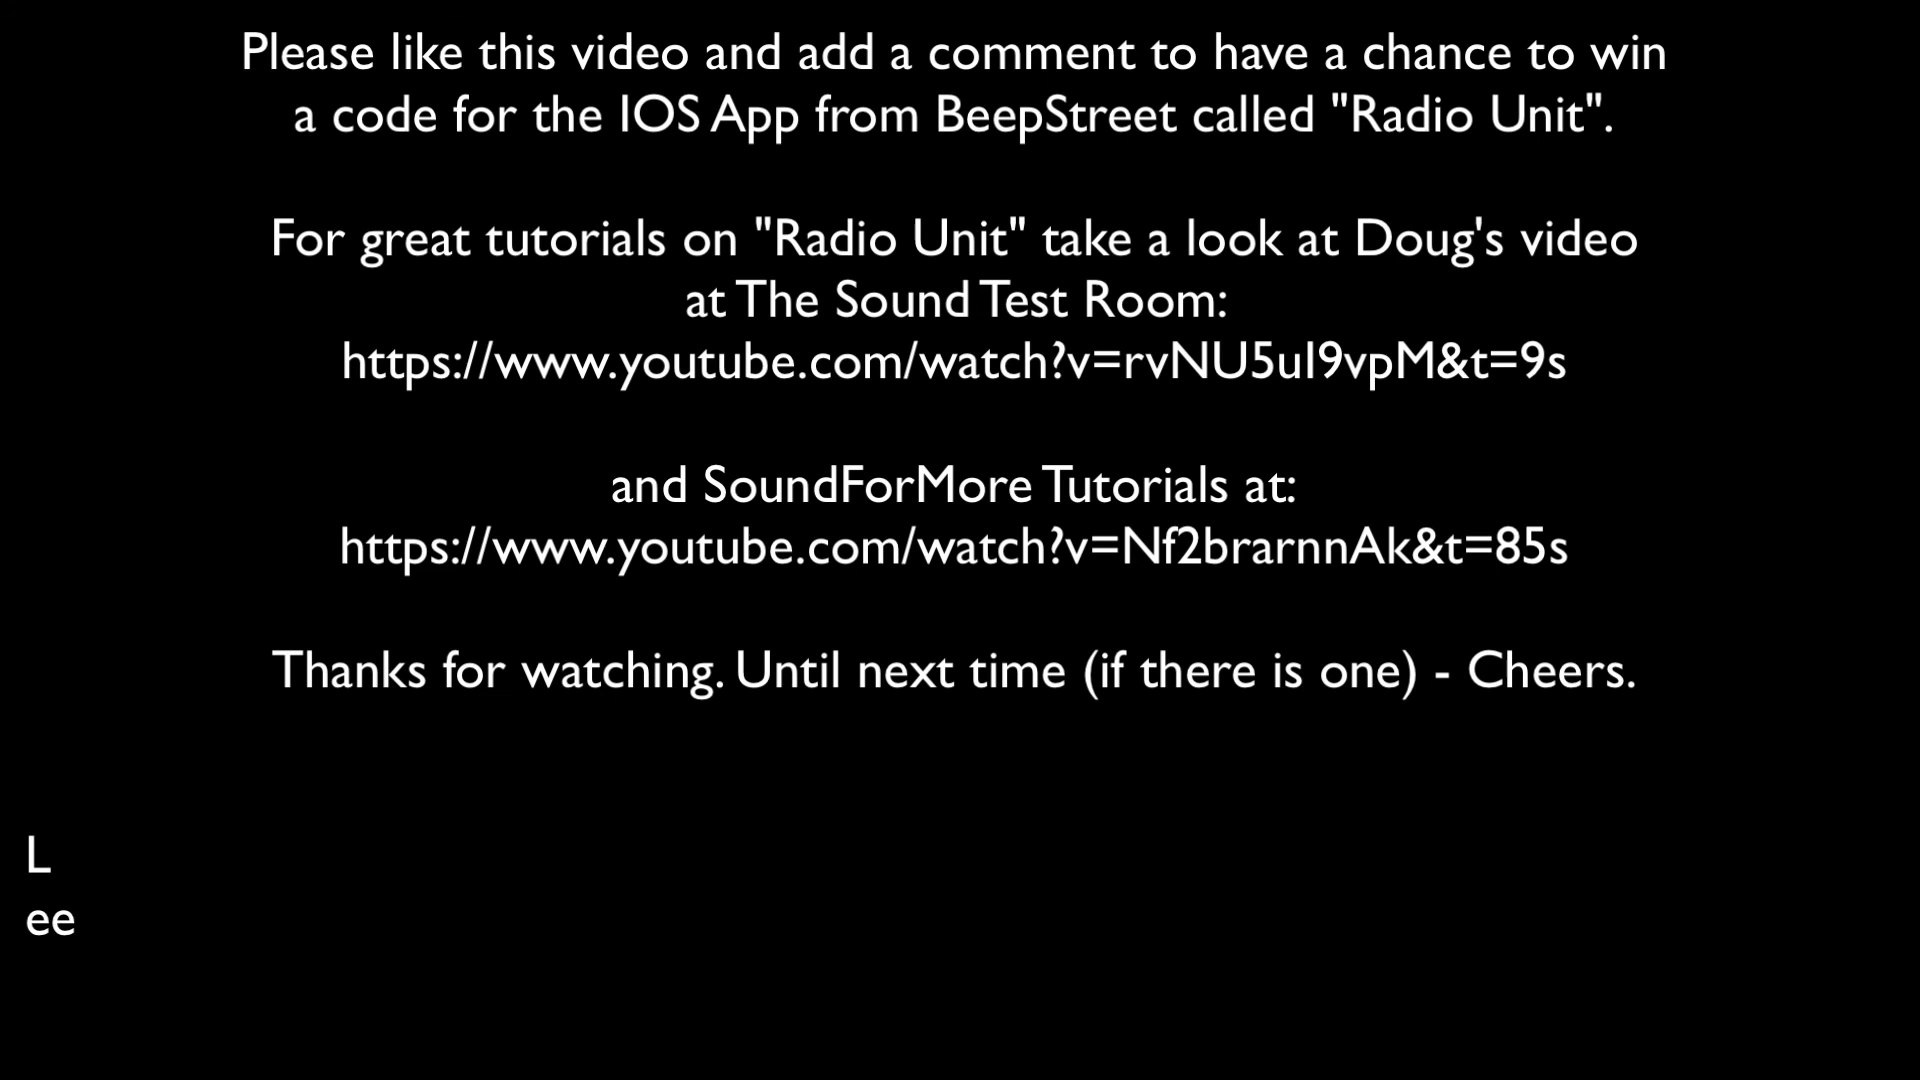 Please like this video and add a comment to have a chance to win
a code for the IOS App from BeepStreet called "Radio Unit".
For great tutorials on "Radio Unit" take a look at Doug's video
at The Sound Test Room:
https://www.youtube.com/watch?v=rvNU5uI9vpM&t=9s
and SoundForMore Tutorials at:
https://www.youtube.com/watch?v=Nf2brarnnAk&t=85s
Thanks for watching. Until next time (if there is one) - Cheers.
L
ee